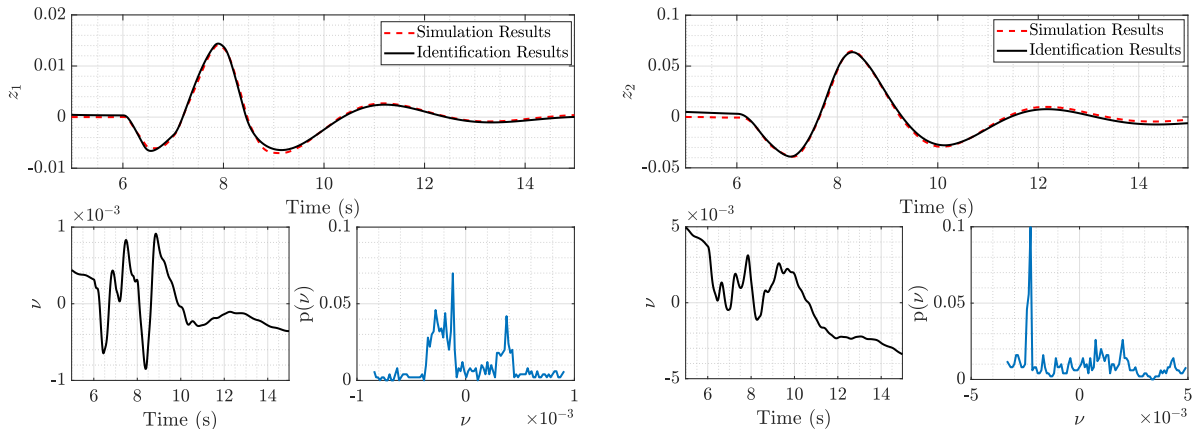 0.02
0.01
0
-0.01
z1
6 8 10 12 14
Time (s)
Simulation Results
Identification Results
0.1
0.05
0
-0.05
z2
6 8 10 12 14
Time (s)
Simulation Results
Identification Results
×10⁻³
1
0
-1
ν
6 8 10 12 14
Time (s)
0.1
0.05
0
p(ν)
-1 0 1
ν ×10⁻³
×10⁻³
5
0
-5
ν
6 8 10 12 14
Time (s)
0.1
0.05
0
p(ν)
-5 0 5
ν ×10⁻³